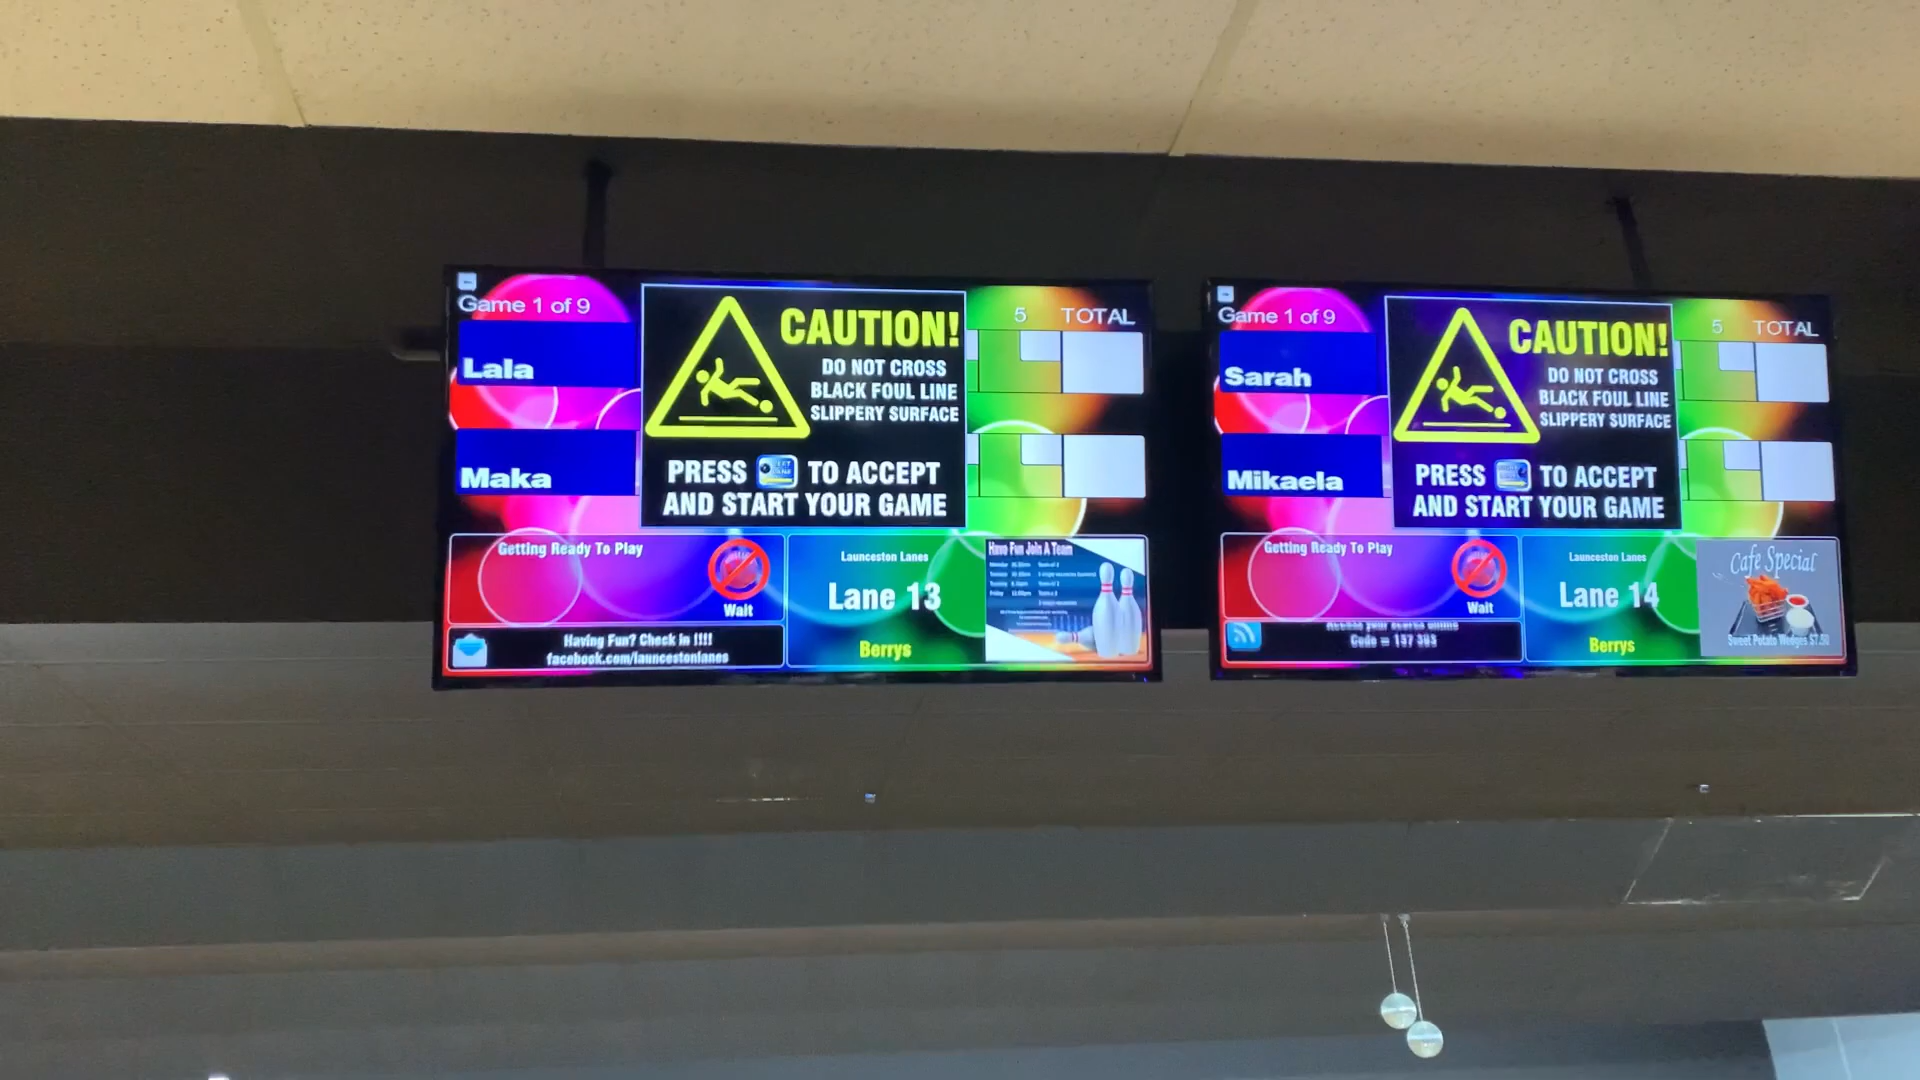 Game 1 of 9
5 TOTAL
Lala
Maka
CAUTION!
DO NOT CROSS
BLACK FOUL LINE
SLIPPERY SURFACE
PRESS TO ACCEPT
AND START YOUR GAME
Getting Ready To Play
Wait
Having Fun? Check in !!!!
facebook.com/launcestonlanes
Launceston Lanes
Lane 13
Berrys
Have Fun Join A Team
Game 1 of 9
5 TOTAL
Sarah
Mikaela
CAUTION!
DO NOT CROSS
BLACK FOUL LINE
SLIPPERY SURFACE
PRESS TO ACCEPT
AND START YOUR GAME
Getting Ready To Play
Wait
Access your scores online
Launceston Lanes
Lane 14
Berrys
Cafe Special
Sweet Potato Wedges $7.50